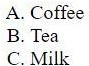 A. Coffee
B. Tea
C. Milk